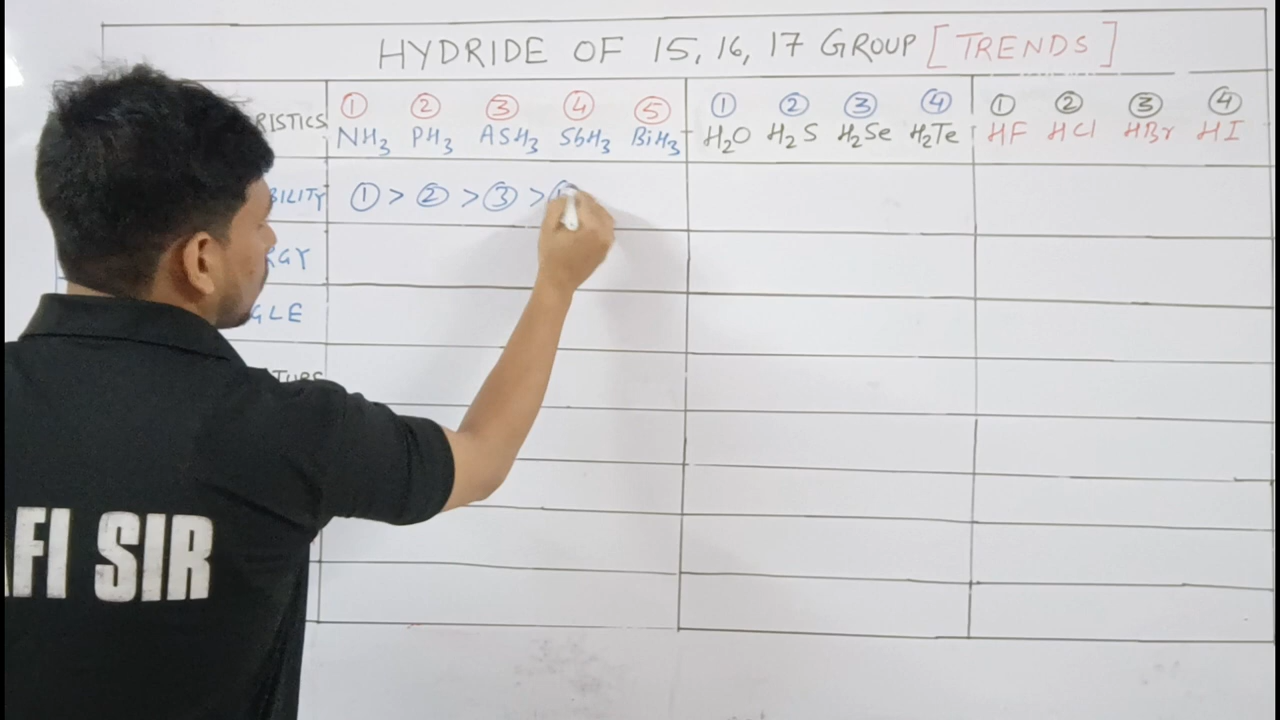 HYDRIDE OF 15, 16, 17 GROUP [TRENDS]
RISTICS ① ② ③ ④ ⑤ ① ② ③ ④ ① ② ③ ④
NH₃ PH₃ ASH₃ SbH₃ BiH₃ H₂O H₂S H₂Se H₂Te HF HCl HBr HI
BILITY ① > ② > ③ >
RGY
GLE
AFI SIR